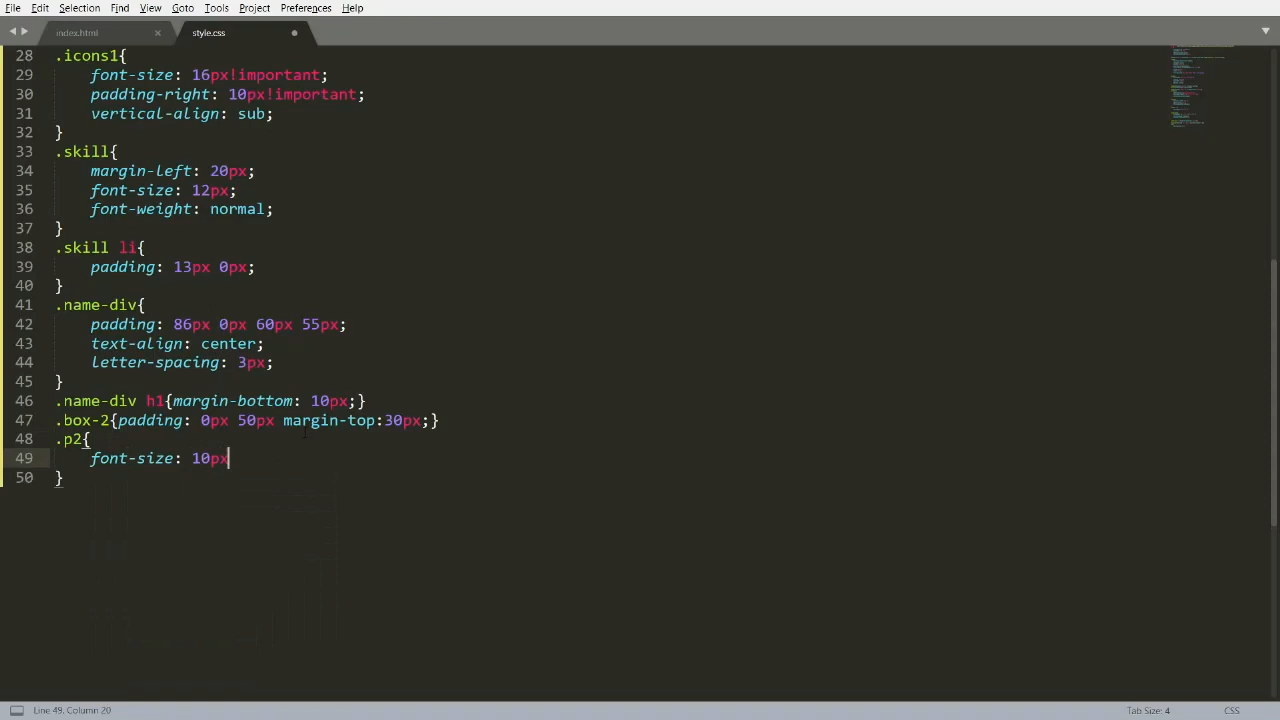 File Edit Selection Find View Goto Tools Project Preferences Help
index.html style.css
28 .icons1{
29 font-size: 16px!important;
30 padding-right: 10px!important;
31 vertical-align: sub;
32 }
33 .skill{
34 margin-left: 20px;
35 font-size: 12px;
36 font-weight: normal;
37 }
38 .skill li{
39 padding: 13px 0px;
40 }
41 .name-div{
42 padding: 86px 0px 60px 55px;
43 text-align: center;
44 letter-spacing: 3px;
45 }
46 .name-div h1{margin-bottom: 10px;}
47 .box-2{padding: 0px 50px margin-top:30px;}
48 .p2{
49 font-size: 10px
50 }
Line 49, Column 20 Tab Size: 4 CSS